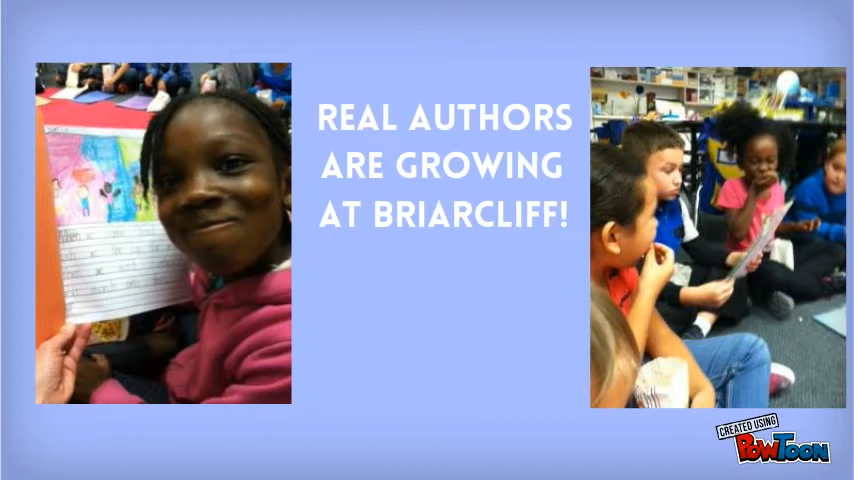 REAL AUTHORS
ARE GROWING
AT BRIARCLIFF!
CREATED USING
POWTOON